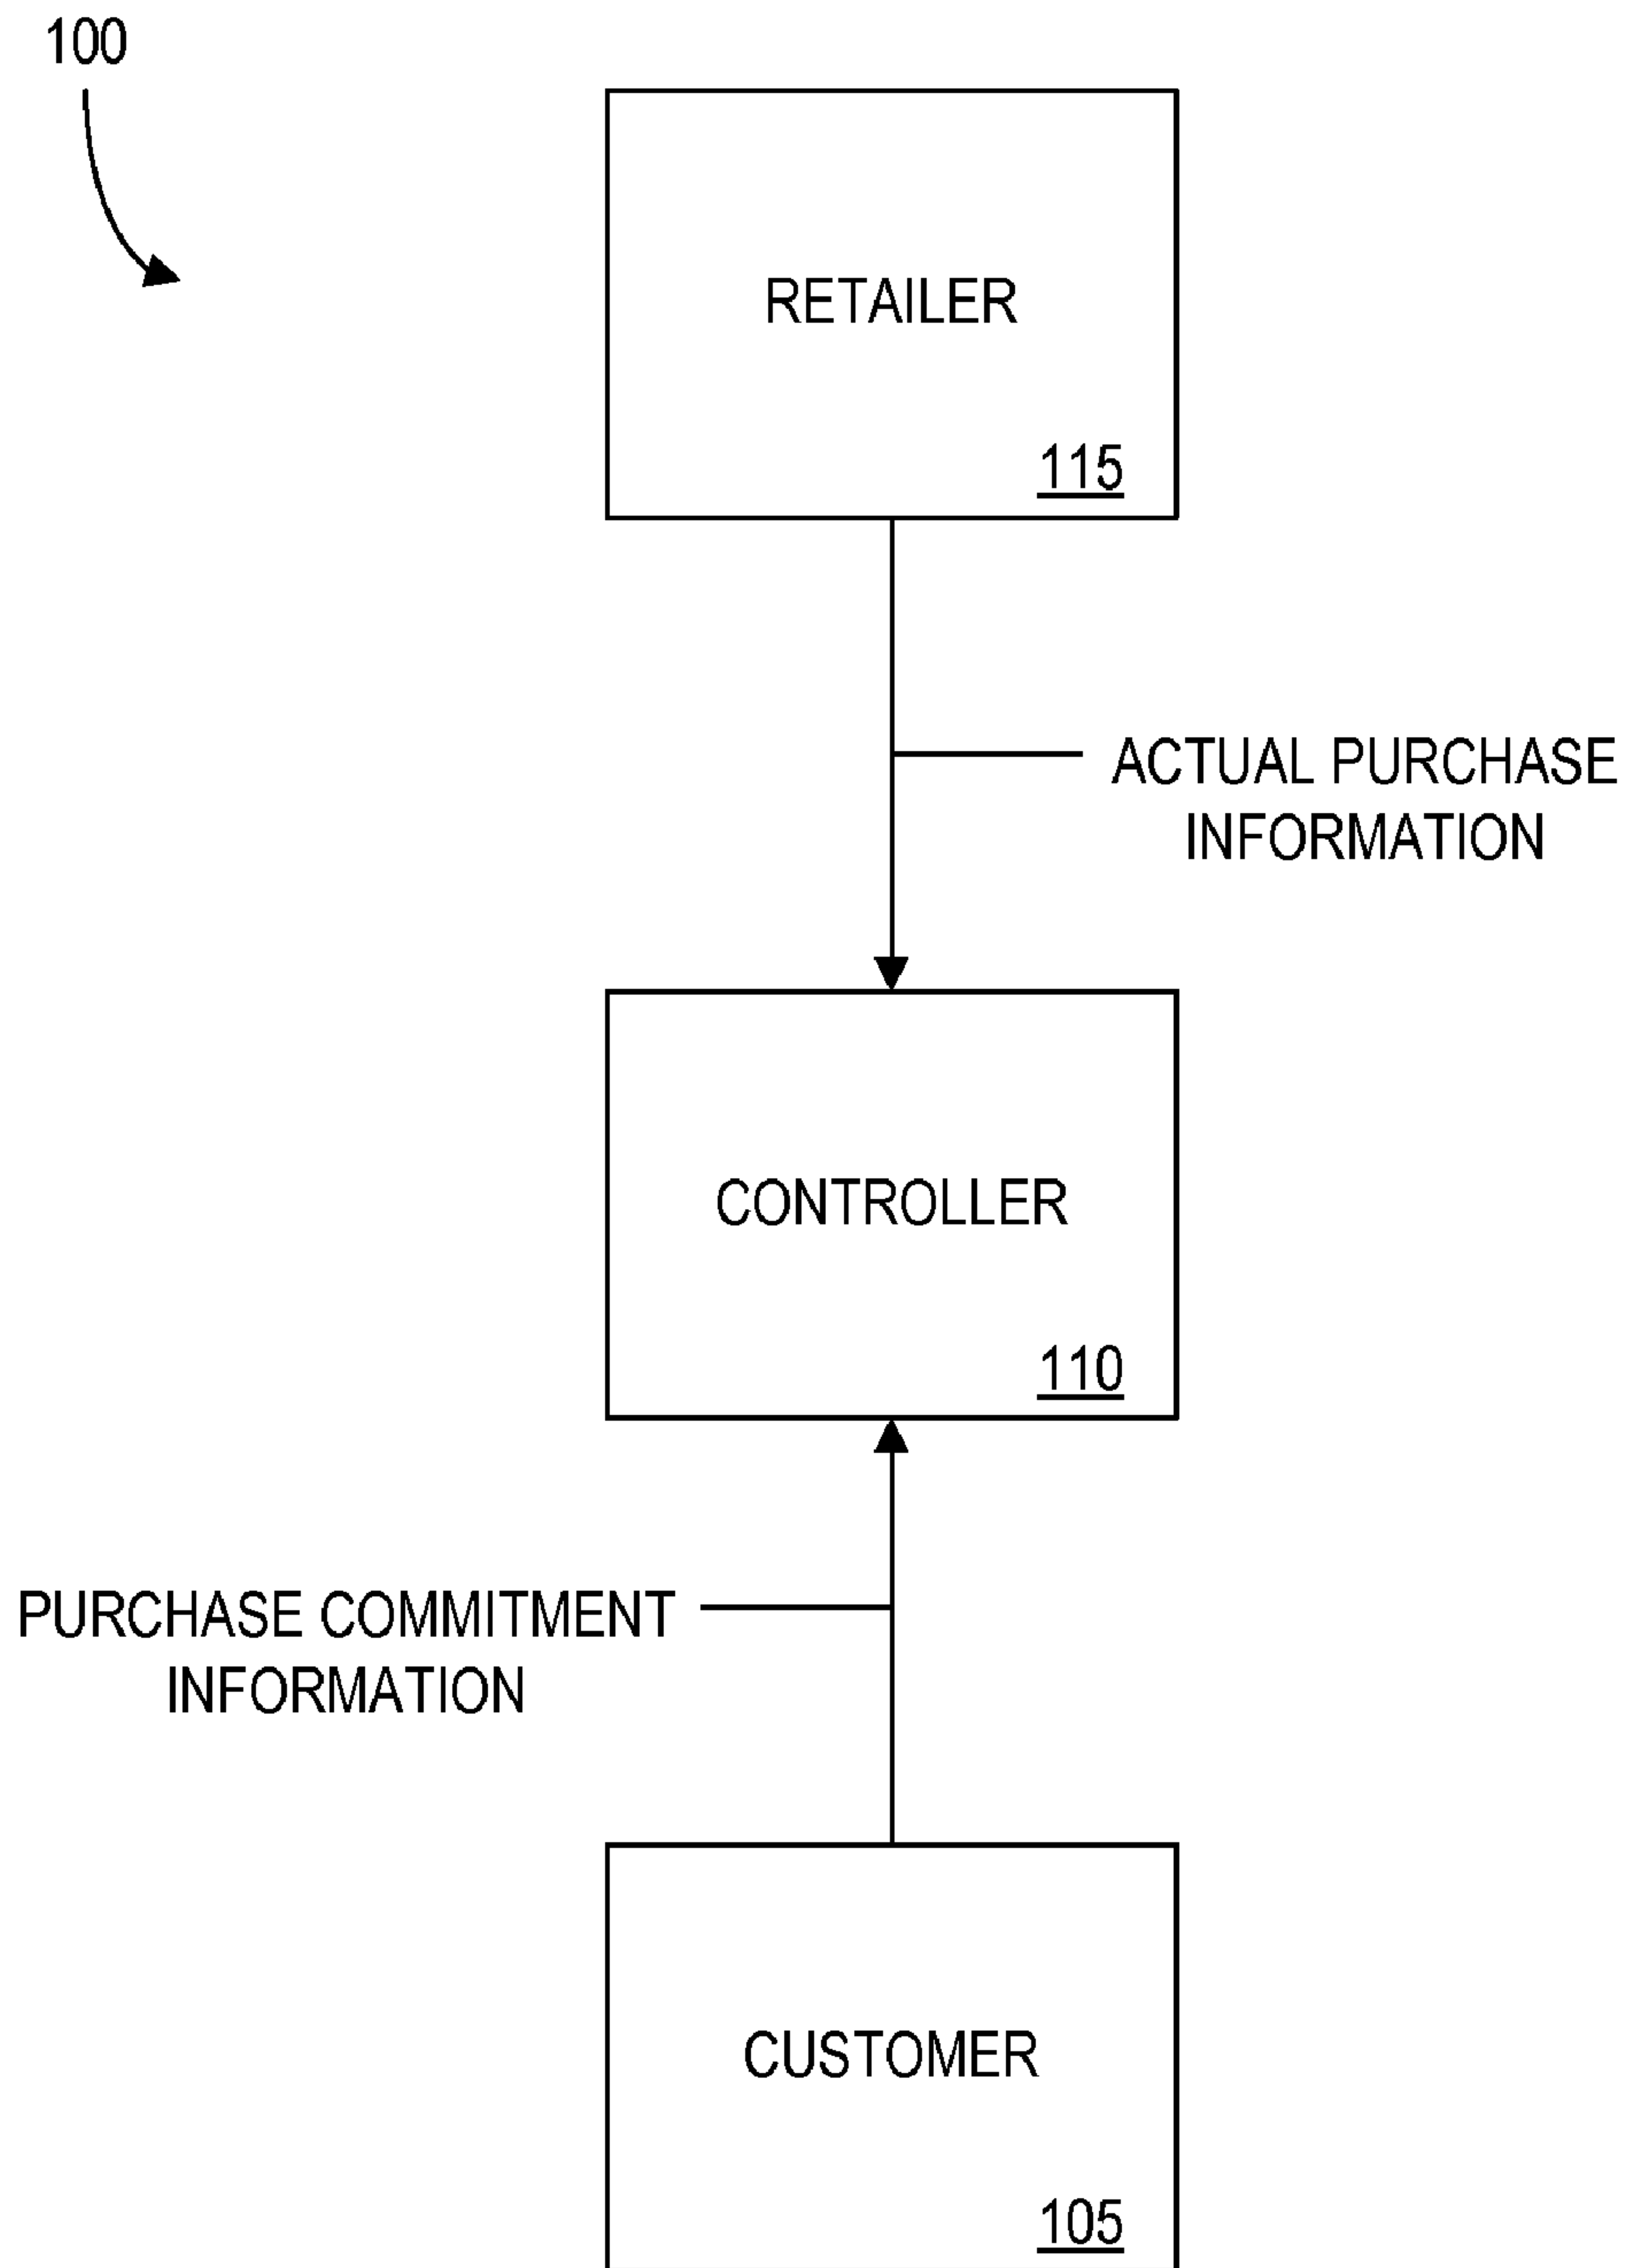 100
RETAILER
115
ACTUAL PURCHASE
INFORMATION
CONTROLLER
110
PURCHASE COMMITMENT
INFORMATION
CUSTOMER
105